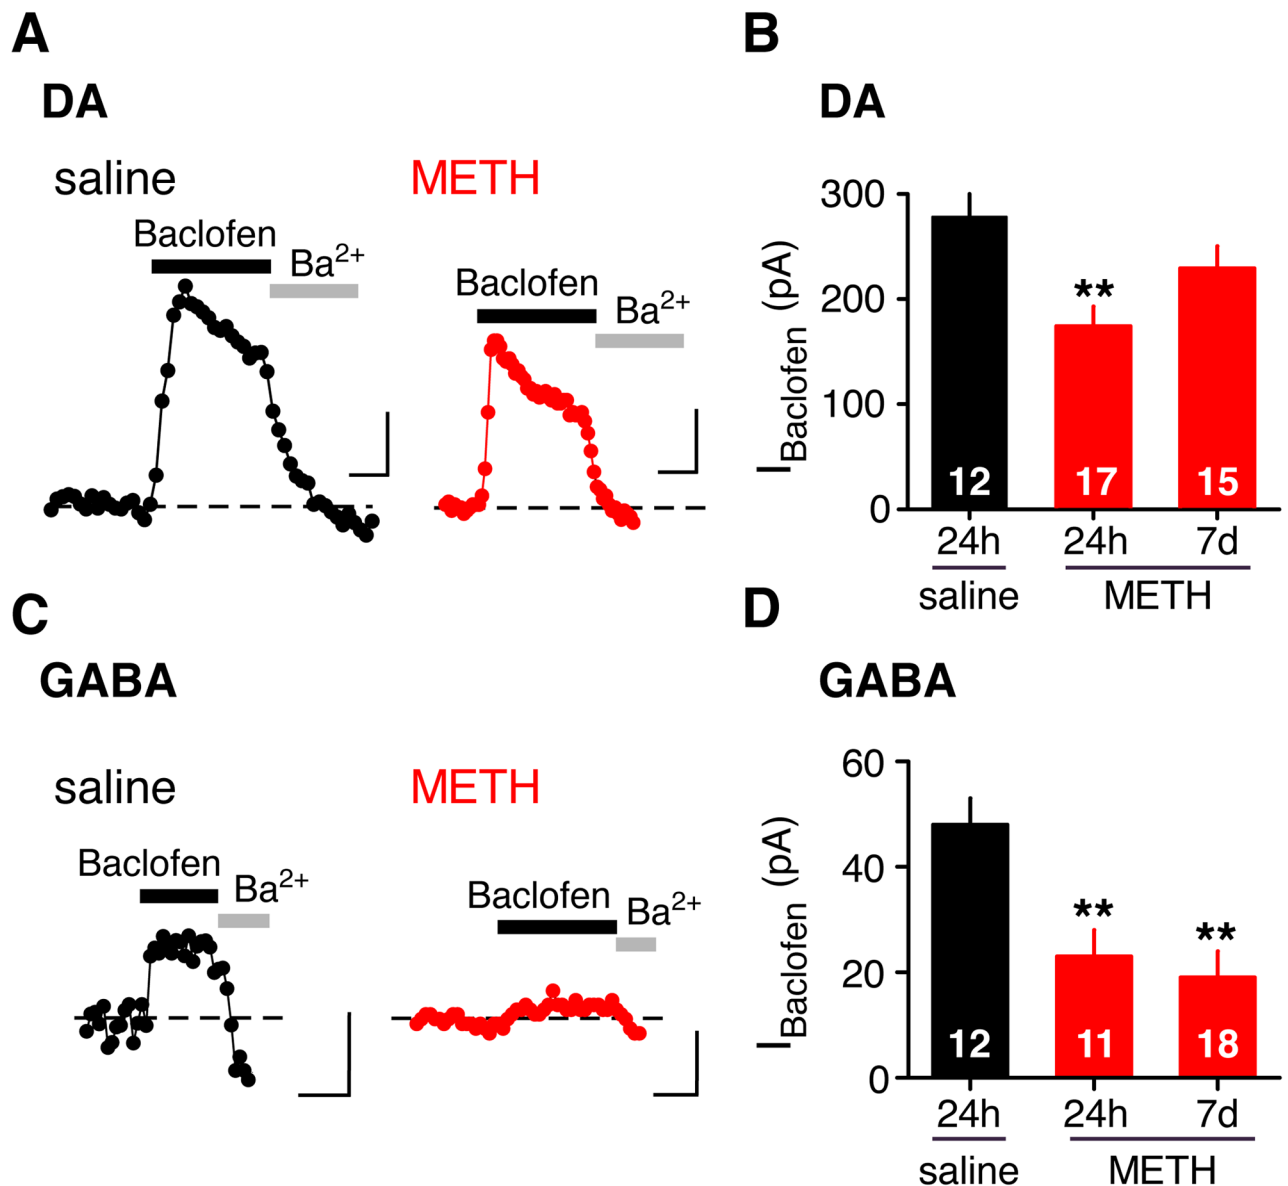 A
DA
saline
METH
Baclofen
Ba2+
Baclofen
Ba2+
B
DA
I Baclofen (pA)
300
200
100
0
**
12
17
15
24h
24h
7d
saline
METH
C
GABA
saline
METH
Baclofen
Ba2+
Baclofen
Ba2+
D
GABA
I Baclofen (pA)
60
40
20
0
**
**
12
11
18
24h
24h
7d
saline
METH